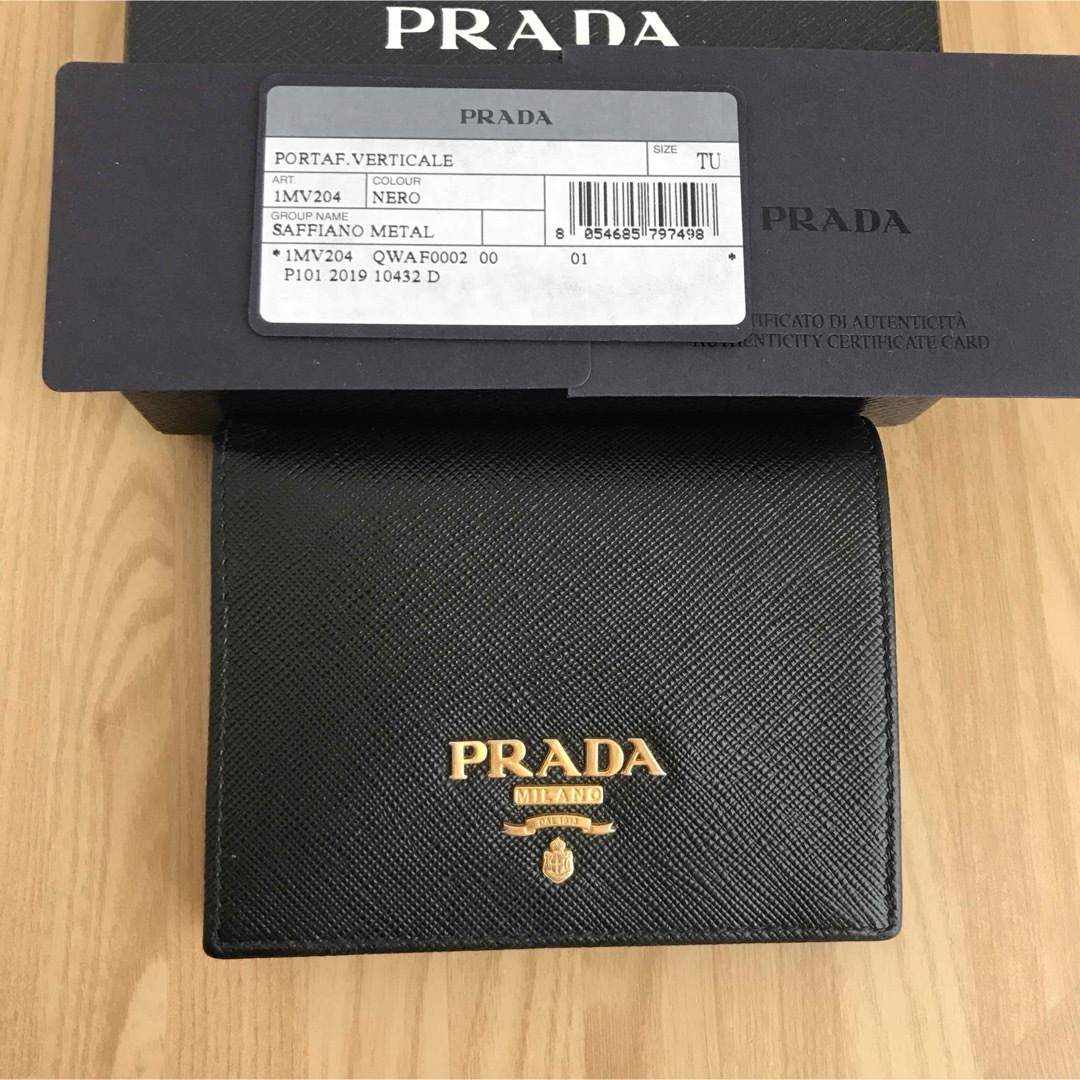 PRADA
PRADA
PORTAF.VERTICALE
SIZE
TU
ART.
1MV204
COLOUR
NERO
GROUP NAME
SAFFIANO METAL
8 054685 797498
*1MV204 QWAF0002 00 01 *
P101 2019 10432 D
PRADA
DI AUTENTICITÀ
AUTHENTICITY CERTIFICATE CARD
PRADA
MILANO
DAL 1913